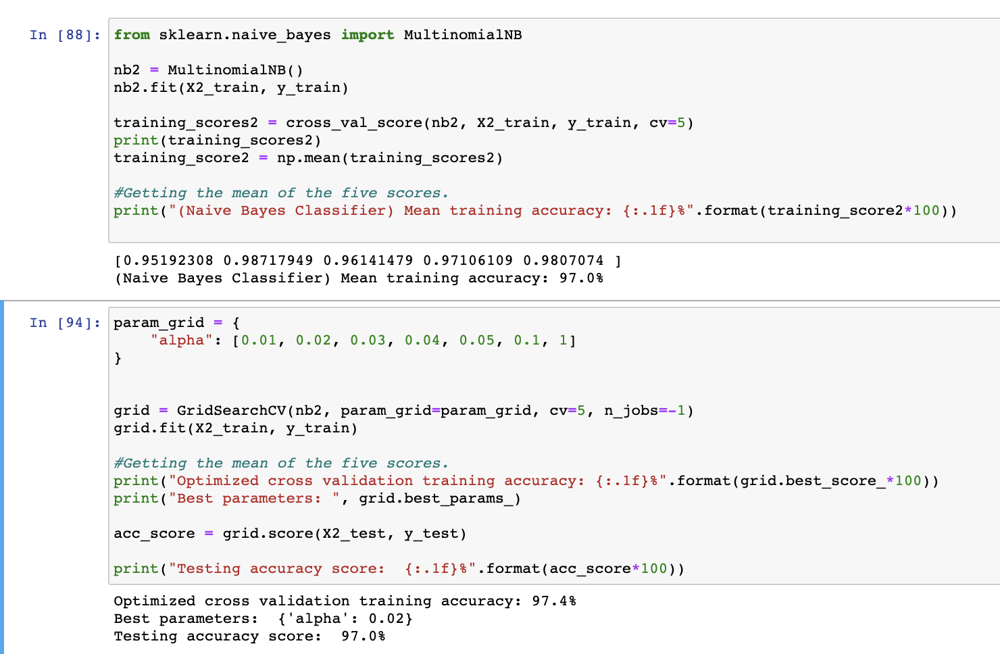 In [88]: from sklearn.naive_bayes import MultinomialNB
nb2 = MultinomialNB()
nb2.fit(X2_train, y_train)
training_scores2 = cross_val_score(nb2, X2_train, y_train, cv=5)
print(training_scores2)
training_score2 = np.mean(training_scores2)
#Getting the mean of the five scores.
print("(Naive Bayes Classifier) Mean training accuracy: {:.1f}%".format(training_score2*100))
[0.95192308 0.98717949 0.96141479 0.97106109 0.9807074 ]
(Naive Bayes Classifier) Mean training accuracy: 97.0%
In [94]: param_grid = {
    "alpha": [0.01, 0.02, 0.03, 0.04, 0.05, 0.1, 1]
}
grid = GridSearchCV(nb2, param_grid=param_grid, cv=5, n_jobs=-1)
grid.fit(X2_train, y_train)
#Getting the mean of the five scores.
print("Optimized cross validation training accuracy: {:.1f}%".format(grid.best_score_*100))
print("Best parameters: ", grid.best_params_)
acc_score = grid.score(X2_test, y_test)
print("Testing accuracy score:  {:.1f}%".format(acc_score*100))
Optimized cross validation training accuracy: 97.4%
Best parameters:  {'alpha': 0.02}
Testing accuracy score:  97.0%